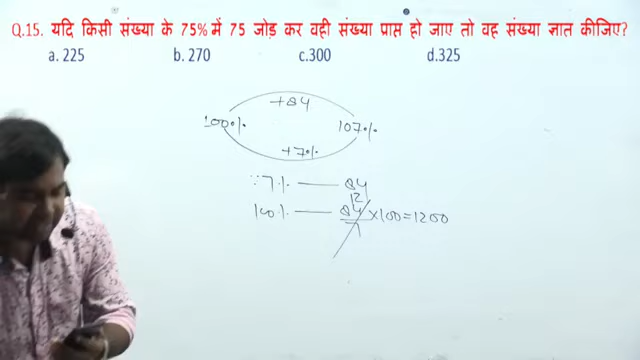 Q.15. यदि किसी संख्या के 75% में 75 जोड़ कर वही संख्या प्राप्त हो जाए तो वह संख्या ज्ञात कीजिए?
a. 225 b. 270 c.300 d.325
+84
100% 107%
+7%
∵ 7% — 84
12
100% — 84/7 ×100=1200